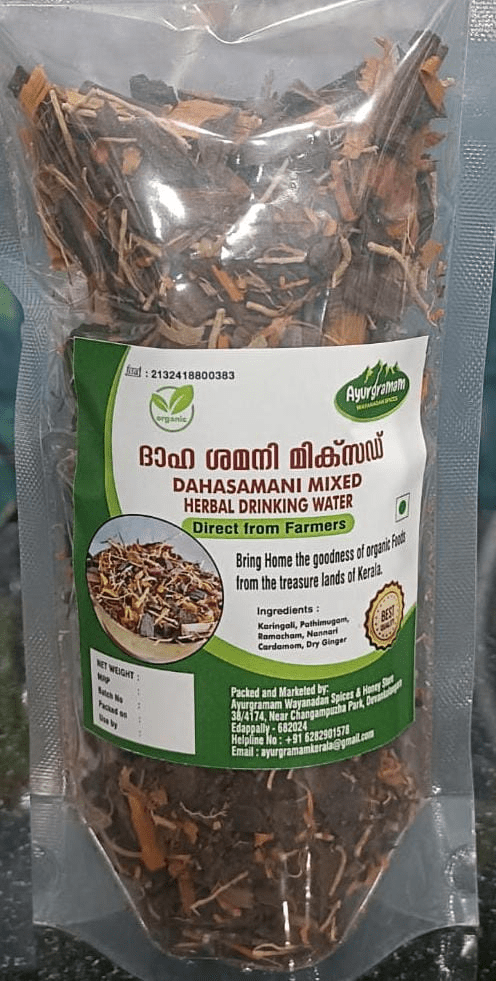 fssai : 2132418800383
organic
Ayurgramam
WAYANADAN SPICES
ദാഹ ശമനി മിക്സഡ്
DAHASAMANI MIXED
HERBAL DRINKING WATER
Direct from Farmers
Bring Home the goodness of organic Foods
from the treasure lands of Kerala.
Ingredients :
Karingali, Pathimugam,
Ramacham, Nannari
Cardamom, Dry Ginger
BEST
QUALITY
NET WEIGHT :
MRP :
Batch No :
Packed on :
Use by :
Packed and Marketed by:
Ayurgramam Wayanadan Spices & Honey Store
38/4174, Near Changampuzha Park, Devankulangara
Edappally - 682024
Helpline No : +91 6282901578
Email : ayurgramamkerala@gmail.com